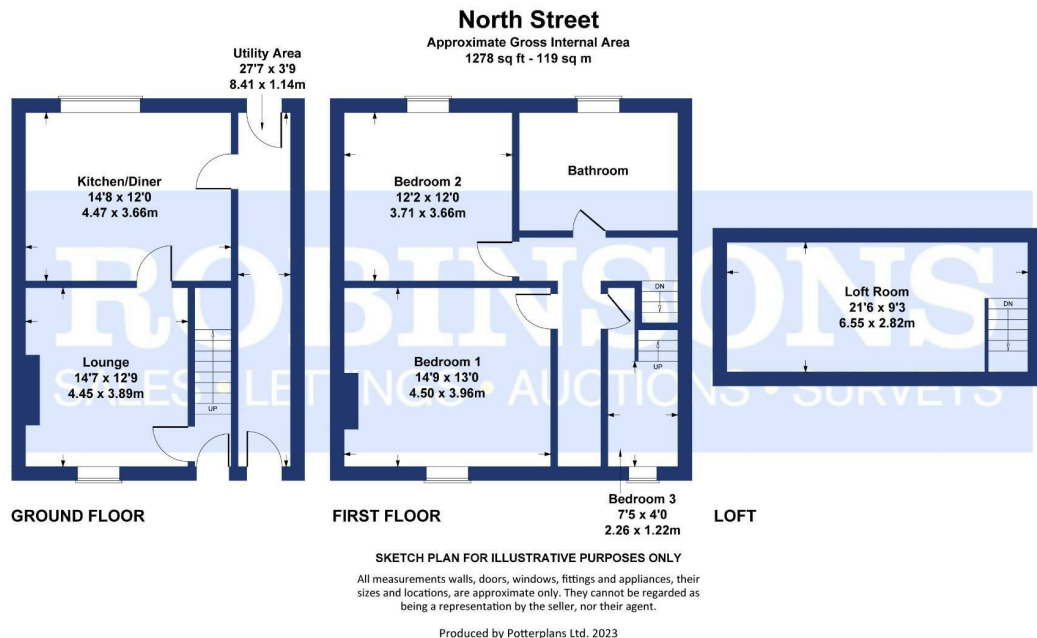 North Street
Approximate Gross Internal Area
1278 sq ft - 119 sq m
Utility Area
27'7 x 3'9
8.41 x 1.14m
Kitchen/Diner
14'8 x 12'0
4.47 x 3.66m
Bedroom 2
12'2 x 12'0
3.71 x 3.66m
Bathroom
ROBINSONS
SALES • LETTINGS • AUCTIONS • SURVEYS
DN
Loft Room
21'6 x 9'3
6.55 x 2.82m
DN
Lounge
14'7 x 12'9
4.45 x 3.89m
UP
Bedroom 1
14'9 x 13'0
4.50 x 3.96m
UP
Bedroom 3
7'5 x 4'0
2.26 x 1.22m
GROUND FLOOR
FIRST FLOOR
LOFT
SKETCH PLAN FOR ILLUSTRATIVE PURPOSES ONLY
All measurements walls, doors, windows, fittings and appliances, their
sizes and locations, are approximate only. They cannot be regarded as
being a representation by the seller, nor their agent.
Produced by Potterplans Ltd. 2023